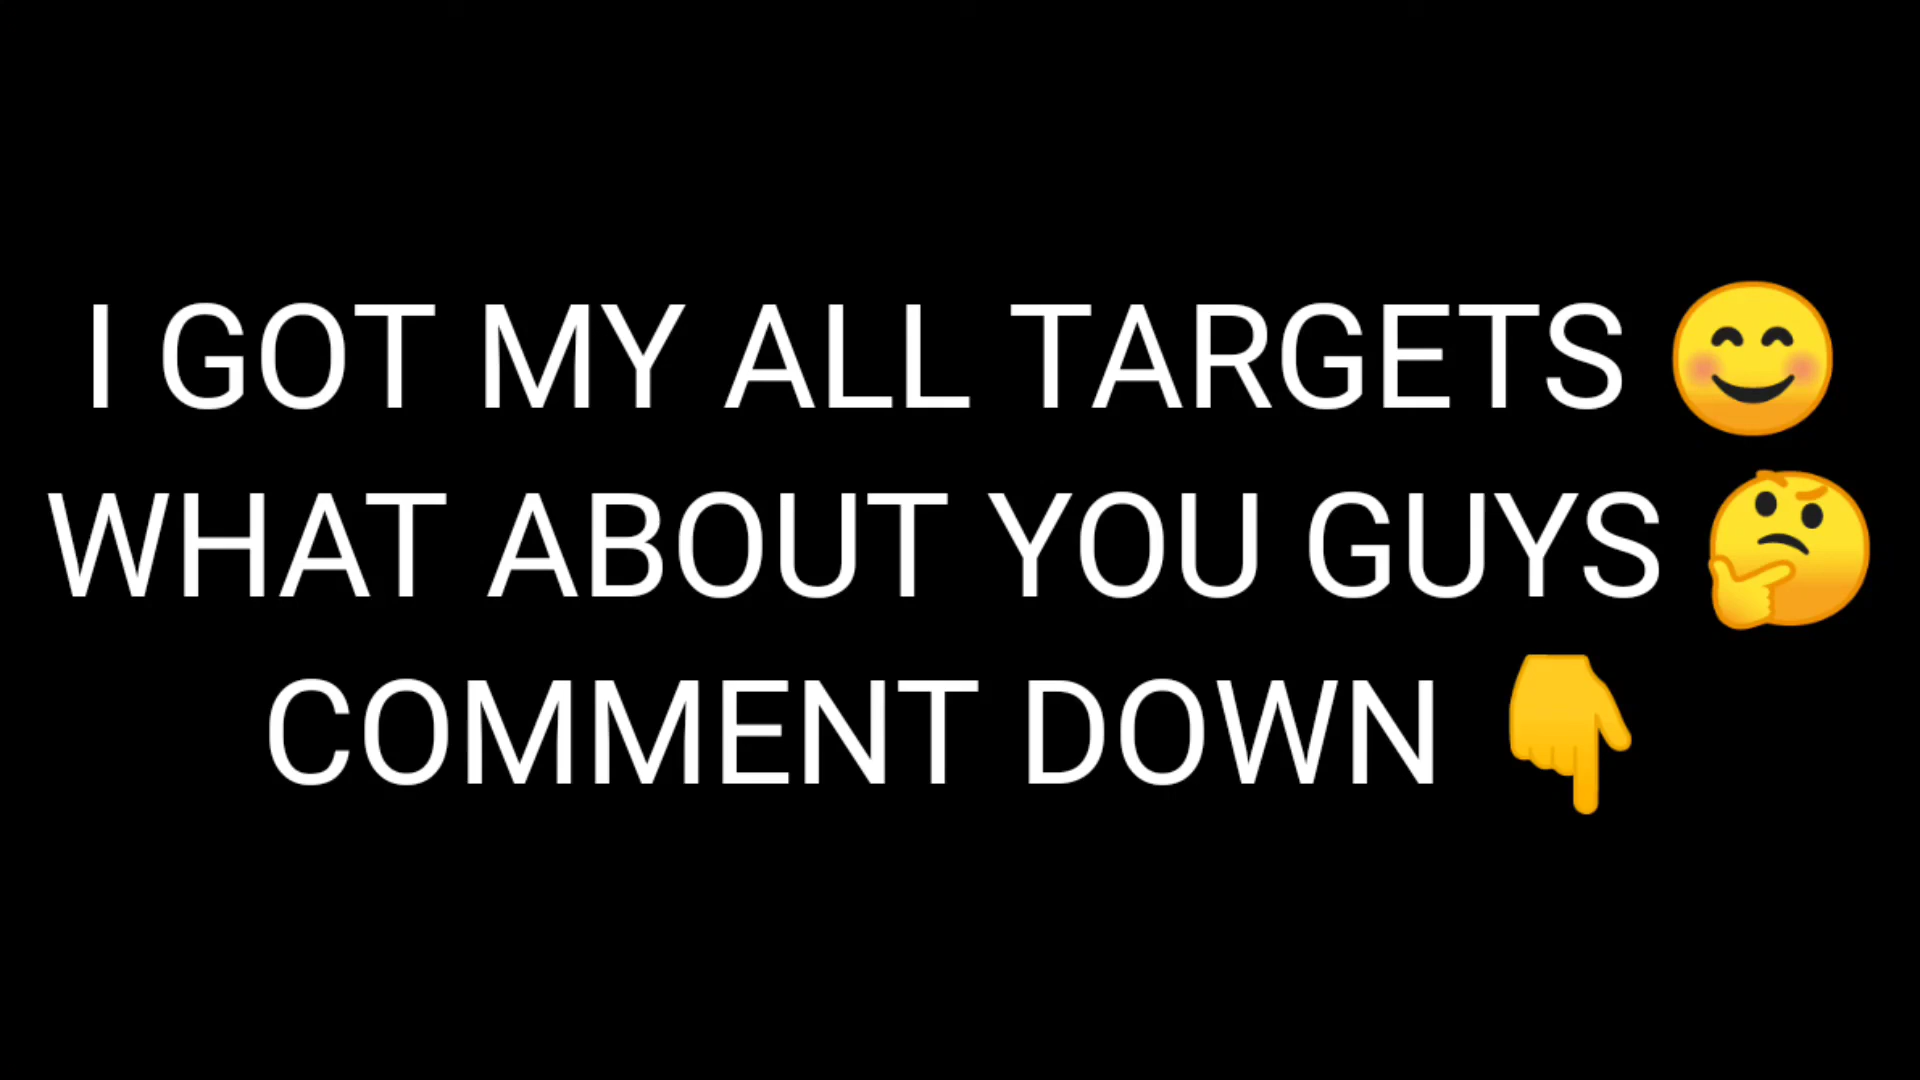 I GOT MY ALL TARGETS 😊
WHAT ABOUT YOU GUYS 🤔
COMMENT DOWN 👇